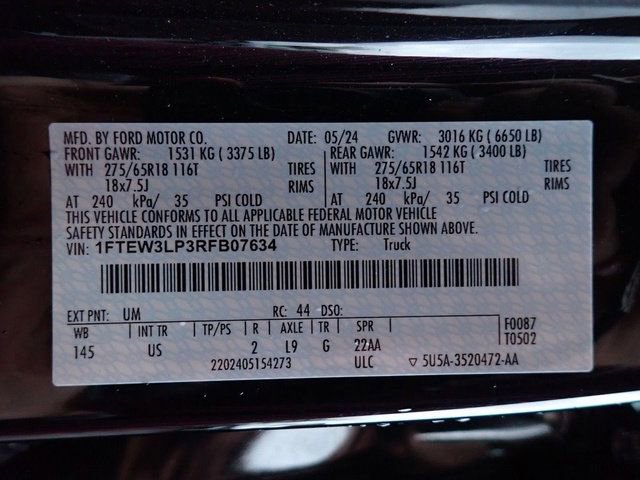 MFD. BY FORD MOTOR CO. DATE: 05/24 GVWR: 3016 KG ( 6650 LB)
FRONT GAWR: 1531 KG ( 3375 LB) REAR GAWR: 1542 KG ( 3400 LB)
WITH 275/65R18 116T TIRES WITH 275/65R18 116T TIRES
18x7.5J RIMS 18x7.5J RIMS
AT 240 kPa/ 35 PSI COLD AT 240 kPa/ 35 PSI COLD
THIS VEHICLE CONFORMS TO ALL APPLICABLE FEDERAL MOTOR VEHICLE
SAFETY STANDARDS IN EFFECT ON THE DATE OF MANUFACTURE SHOWN ABOVE.
VIN: 1FTEW3LP3RFB07634 TYPE: Truck
EXT PNT: UM RC: 44 DSO:
WB INT TR TP/PS R AXLE TR SPR F0087
145 US 2 L9 G 22AA T0502
2202405154273 ULC ▽ 5U5A-3520472-AA